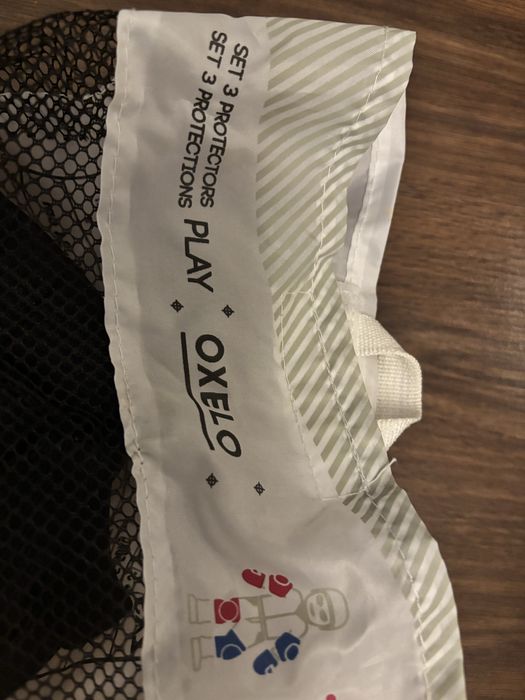 SET 3 PROTECTORS
SET 3 PROTECTIONS
PLAY
OXELO